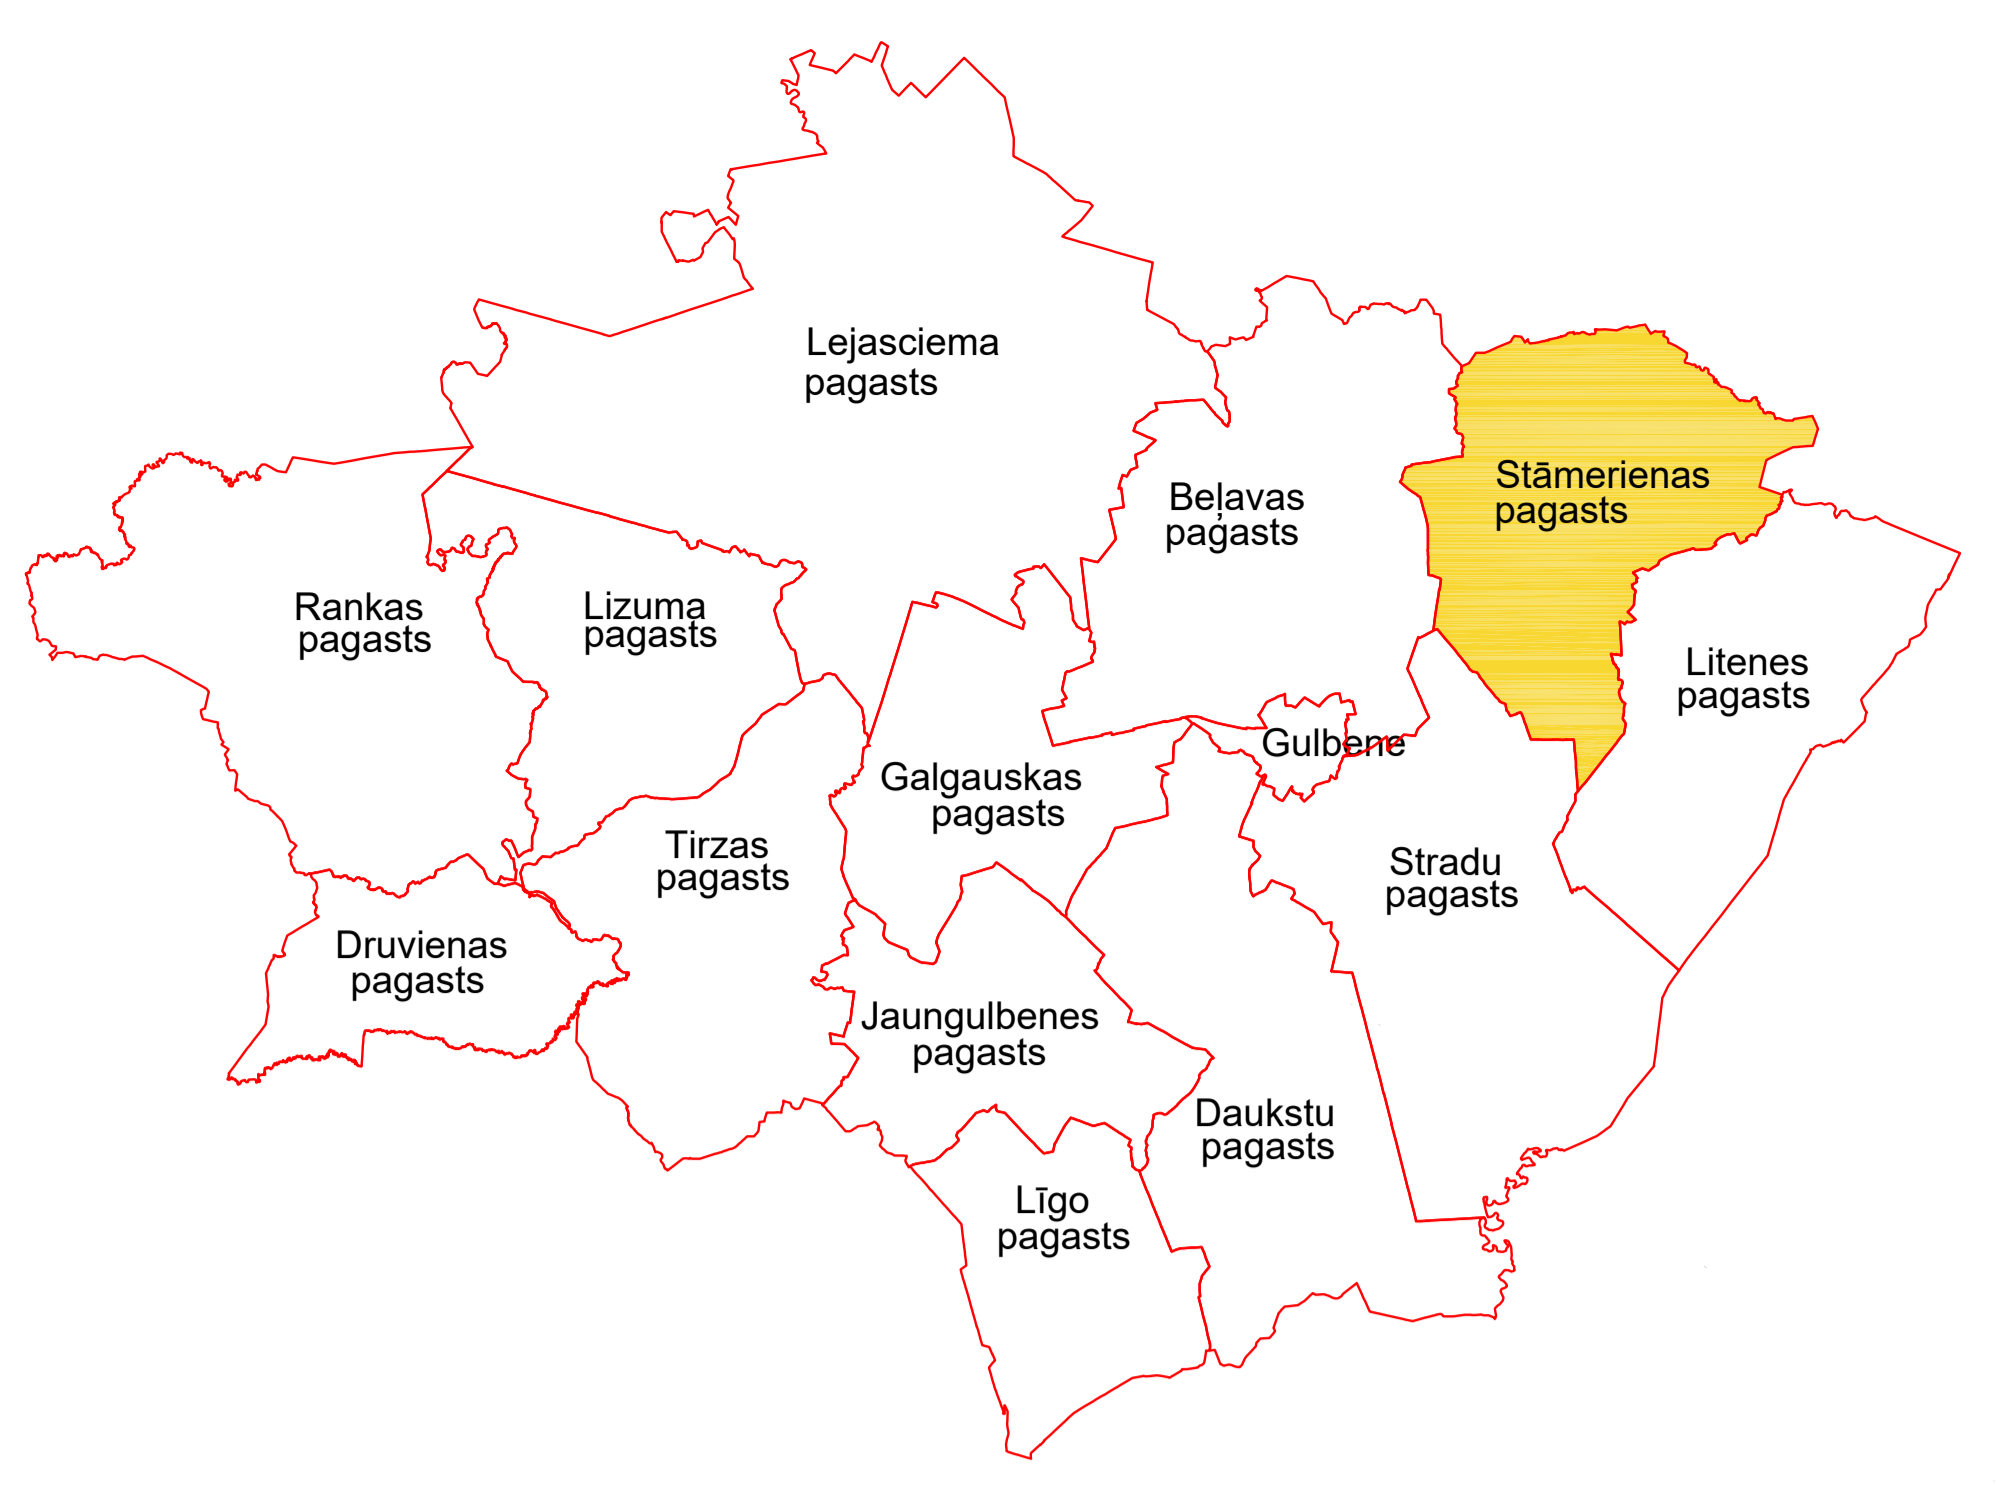 Lejasciema
pagasts
Stāmerienas
pagasts
Beļavas
pagasts
Rankas
pagasts
Lizuma
pagasts
Litenes
pagasts
Gulbene
Galgauskas
pagasts
Tirzas
pagasts
Stradu
pagasts
Druvienas
pagasts
Jaungulbenes
pagasts
Daukstu
pagasts
Līgo
pagasts